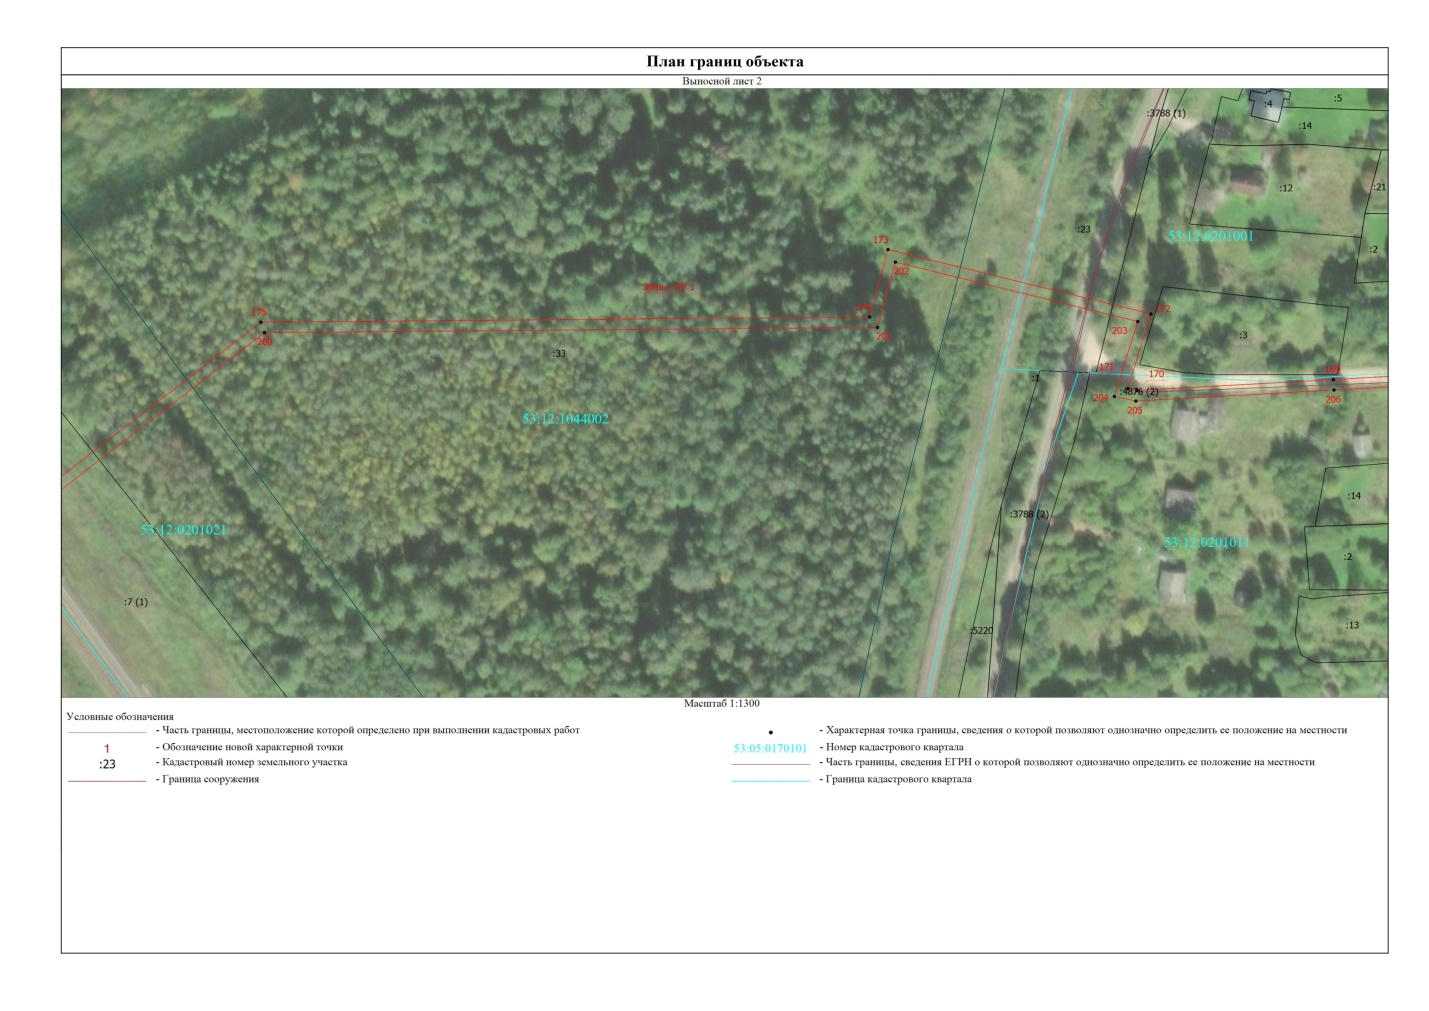 План границ объекта
Выносной лист 2
:3788 (1)
:4
:5
:14
:12
:21
:23
53:12:0201001
:2
173
202
175
200
:33
172
203
:3
171
170
169
:1
204
:4876 (2)
205
206
53:12:1044002
:14
:3788 (2)
53:12:0201021
53:12:0201011
:2
:7 (1)
:5220
:13
Масштаб 1:1300
Условные обозначения
- Часть границы, местоположение которой определено при выполнении кадастровых работ
1 - Обозначение новой характерной точки
:23 - Кадастровый номер земельного участка
- Граница сооружения
- Характерная точка границы, сведения о которой позволяют однозначно определить ее положение на местности
53:05:0170101 - Номер кадастрового квартала
- Часть границы, сведения ЕГРН о которой позволяют однозначно определить ее положение на местности
- Граница кадастрового квартала